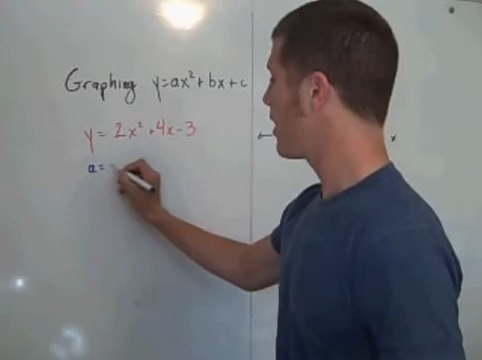 Graphing y=ax²+bx+c
y = 2x²+4x-3
a=
x